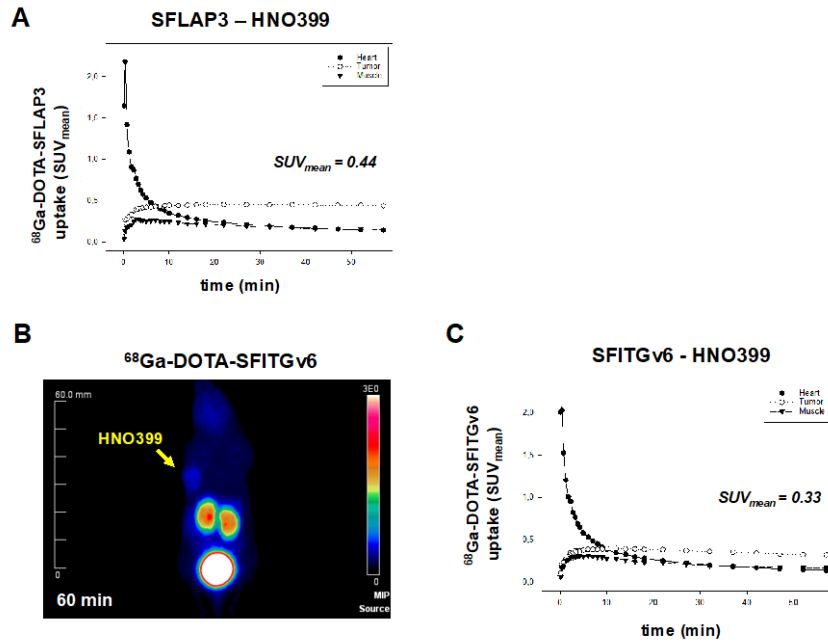 A
SFLAP3 – HNO399
Heart
Tumor
Muscle
2,0
1,5
1,0
0,5
0,0
SUVmean = 0.44
68Ga-DOTA-SFLAP3
uptake (SUVmean)
0 10 20 30 40 50
time (min)
B
68Ga-DOTA-SFITGv6
60.0 mm
0
HNO399
60 min
3E0
0
MIP
Source
C
SFITGv6 - HNO399
Heart
Tumor
Muscle
2,0
1,5
1,0
0,5
0,0
SUVmean = 0.33
68Ga-DOTA-SFITGv6
uptake (SUVmean)
0 10 20 30 40 50
time (min)